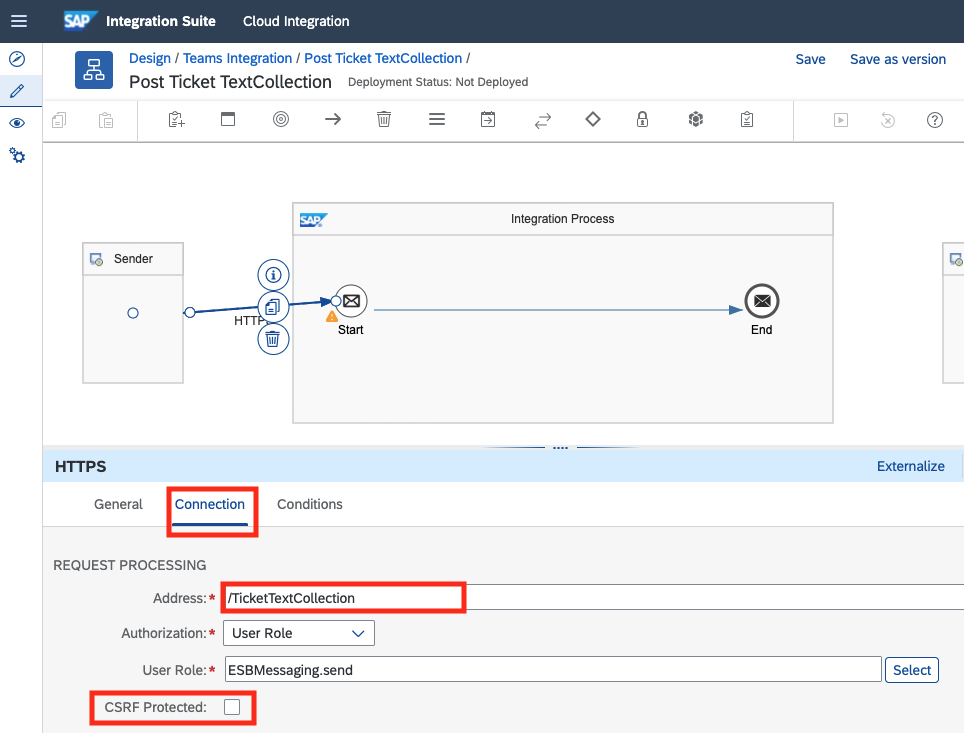 SAP Integration Suite Cloud Integration
Design / Teams Integration / Post Ticket TextCollection /
Post Ticket TextCollection Deployment Status: Not Deployed
Save Save as version
SAP Integration Process
Sender
HTTP
Start
End
HTTPS Externalize
General Connection Conditions
REQUEST PROCESSING
Address:* /TicketTextCollection
Authorization:* User Role
User Role:* ESBMessaging.send Select
CSRF Protected: